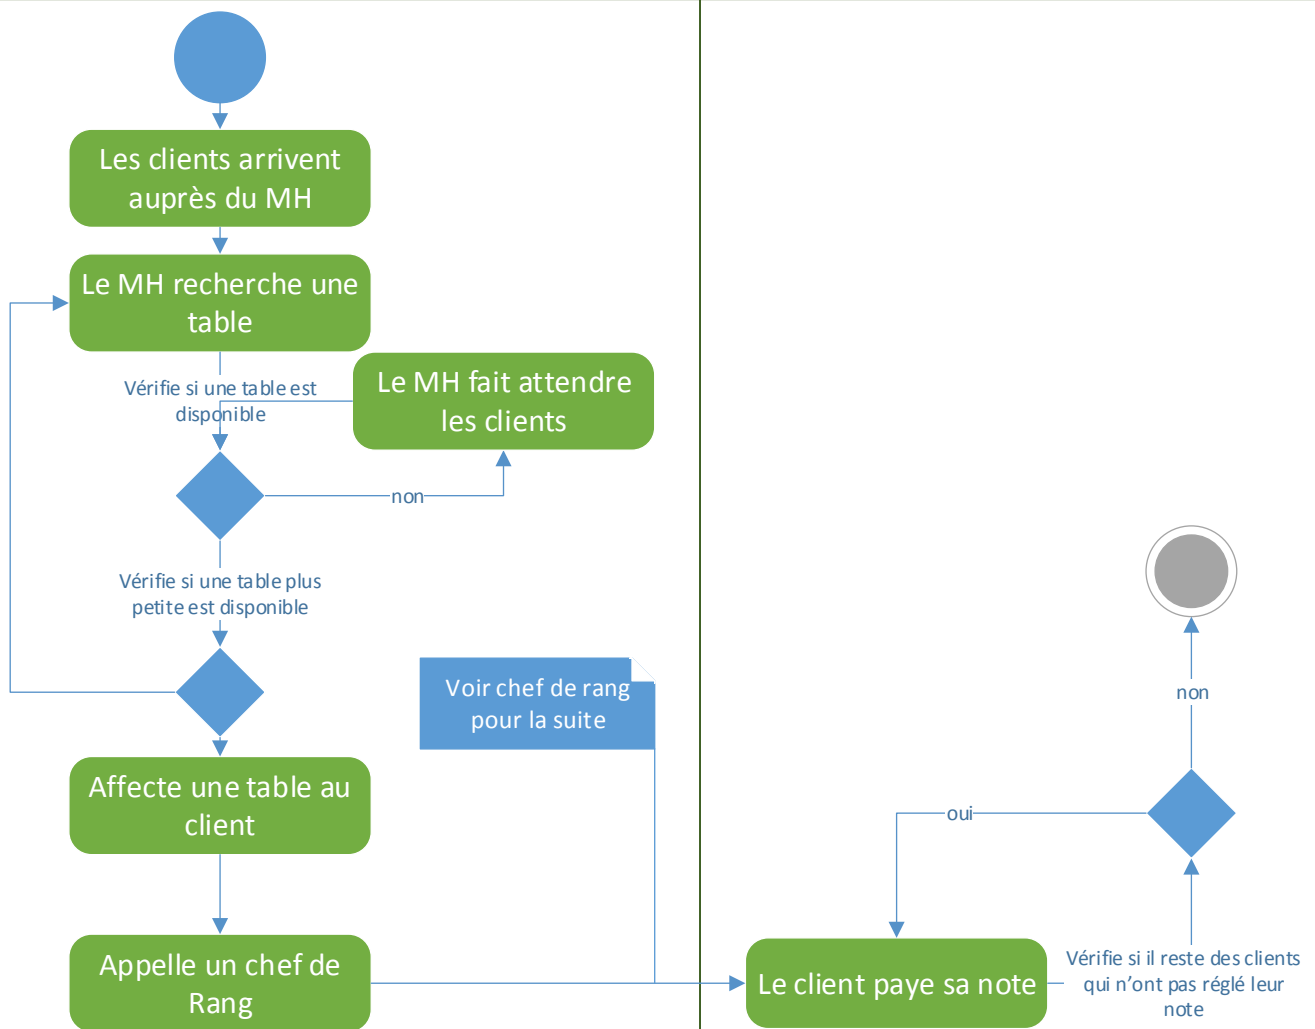 Les clients arrivent
auprès du MH
Le MH recherche une
table
Vérifie si une table est
disponible
Le MH fait attendre
les clients
non
Vérifie si une table plus
petite est disponible
Voir chef de rang
pour la suite
Affecte une table au
client
Appelle un chef de
Rang
non
oui
Le client paye sa note
Vérifie si il reste des clients
qui n’ont pas réglé leur
note